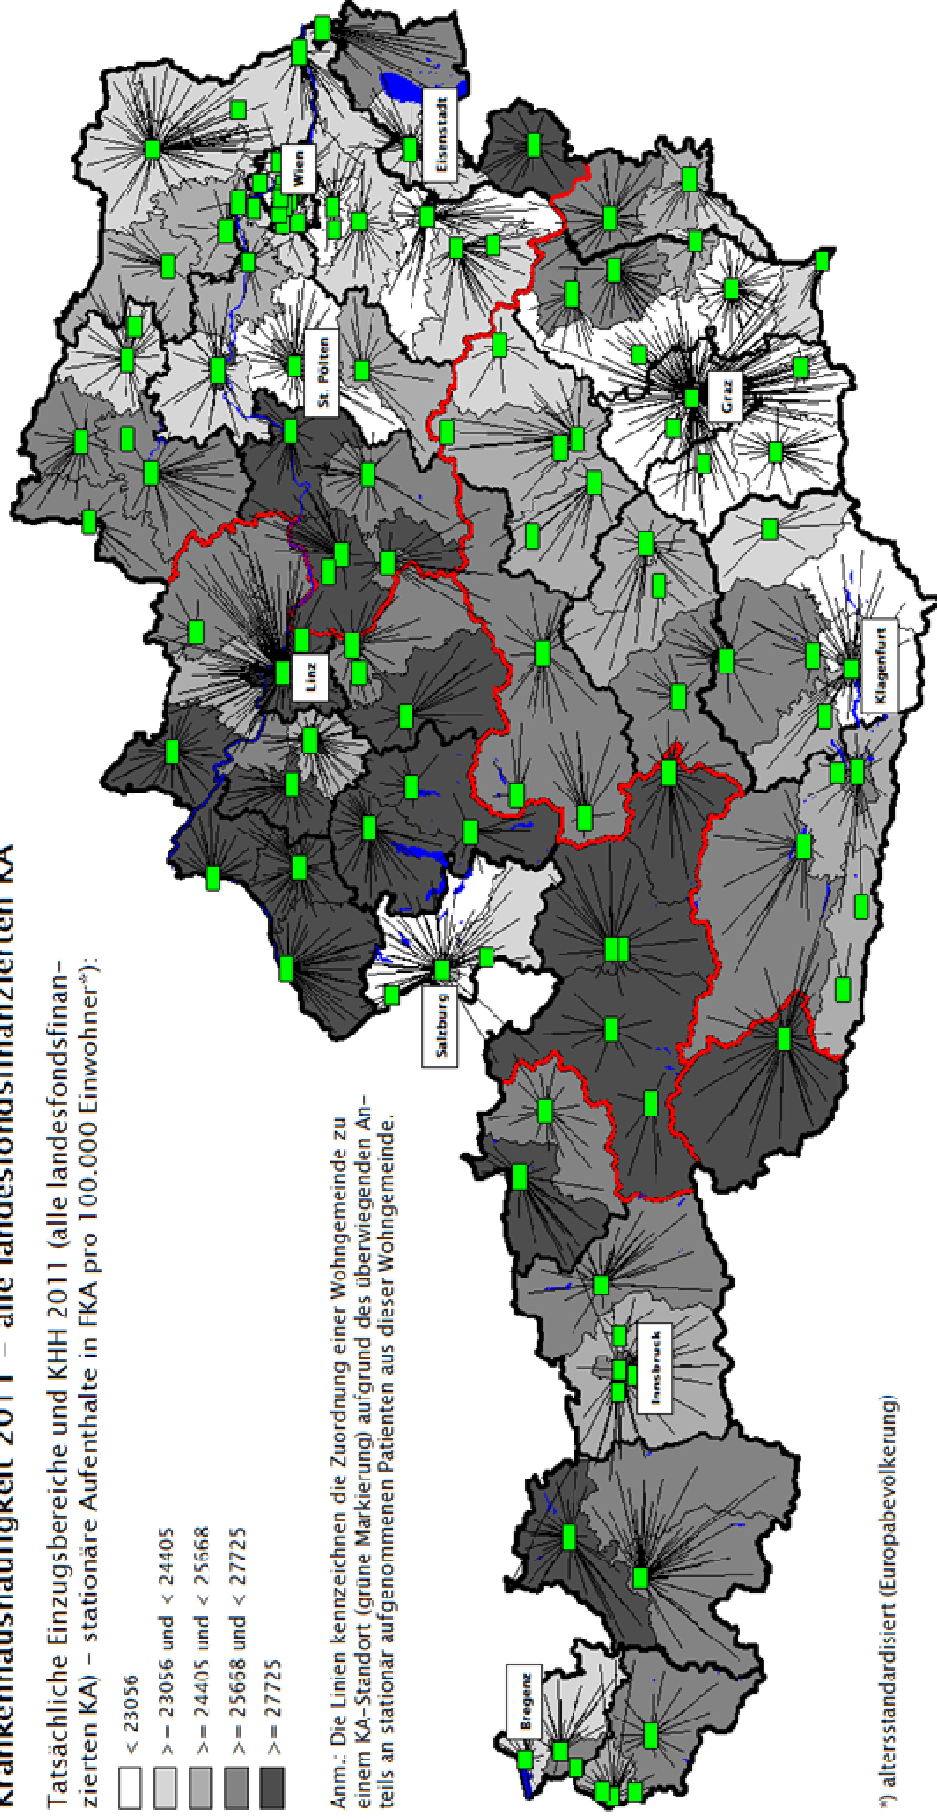 Krankenhaushäufigkeit 2011 – alle landesfondsfinanzierten KA
Tatsächliche Einzugsbereiche und KHH 2011 (alle landesfondsfinan-
zierten KA) – stationäre Aufenthalte in FKA pro 100.000 Einwohner*):
< 23056
>= 23056 und < 24405
>= 24405 und < 25668
>= 25668 und < 27725
>= 27725
Anm.: Die Linien kennzeichnen die Zuordnung einer Wohngemeinde zu
einem KA-Standort (grüne Markierung) aufgrund des überwiegenden An-
teils an stationär aufgenommenen Patienten aus dieser Wohngemeinde.
Wien
Eisenstadt
St. Pölten
Linz
Salzburg
Graz
Klagenfurt
Innsbruck
Bregenz
*) altersstandardisiert (Europabevölkerung)